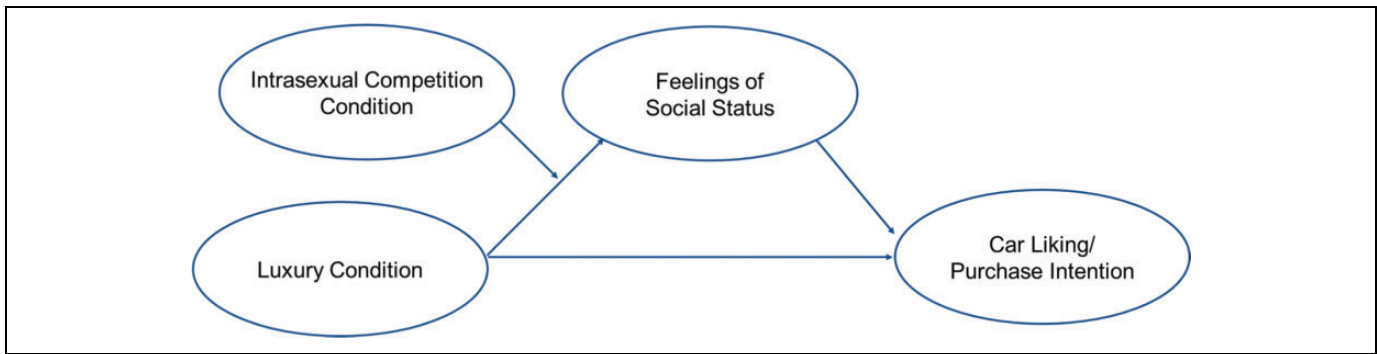 Intrasexual Competition
Condition
Feelings of
Social Status
Luxury Condition
Car Liking/
Purchase Intention